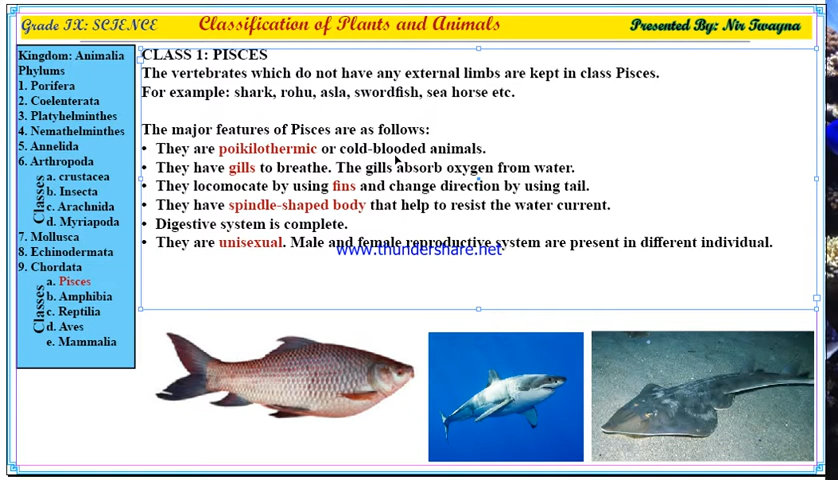 Grade IX: SCIENCE
Classification of Plants and Animals
Presented By: Nir Twayna
Kingdom: Animalia
Phylums
1. Porifera
2. Coelenterata
3. Platyhelminthes
4. Nemathelminthes
5. Annelida
6. Arthropoda
Classes
a. crustacea
b. Insecta
c. Arachnida
d. Myriapoda
7. Mollusca
8. Echinodermata
9. Chordata
Classes
a. Pisces
b. Amphibia
c. Reptilia
d. Aves
e. Mammalia
CLASS 1: PISCES
The vertebrates which do not have any external limbs are kept in class Pisces.
For example: shark, rohu, asla, swordfish, sea horse etc.
The major features of Pisces are as follows:
• They are poikilothermic or cold-blooded animals.
• They have gills to breathe. The gills absorb oxygen from water.
• They locomocate by using fins and change direction by using tail.
• They have spindle-shaped body that help to resist the water current.
• Digestive system is complete.
• They are unisexual. Male and female reproductive system are present in different individual.
www.thundershare.net